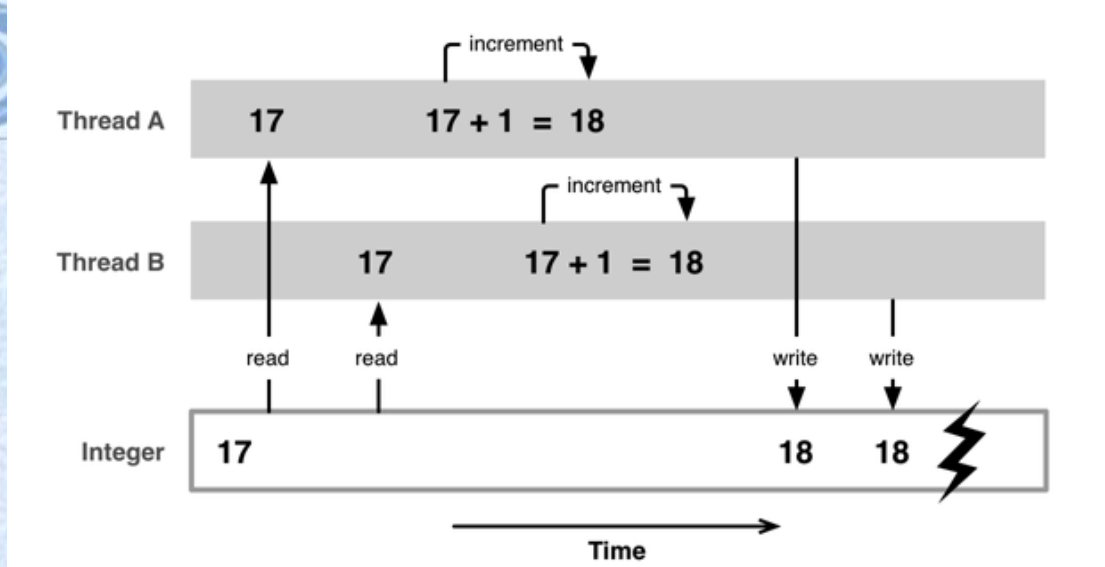 increment
Thread A 17 17 + 1 = 18
increment
Thread B 17 17 + 1 = 18
read read write write
Integer 17 18 18
Time